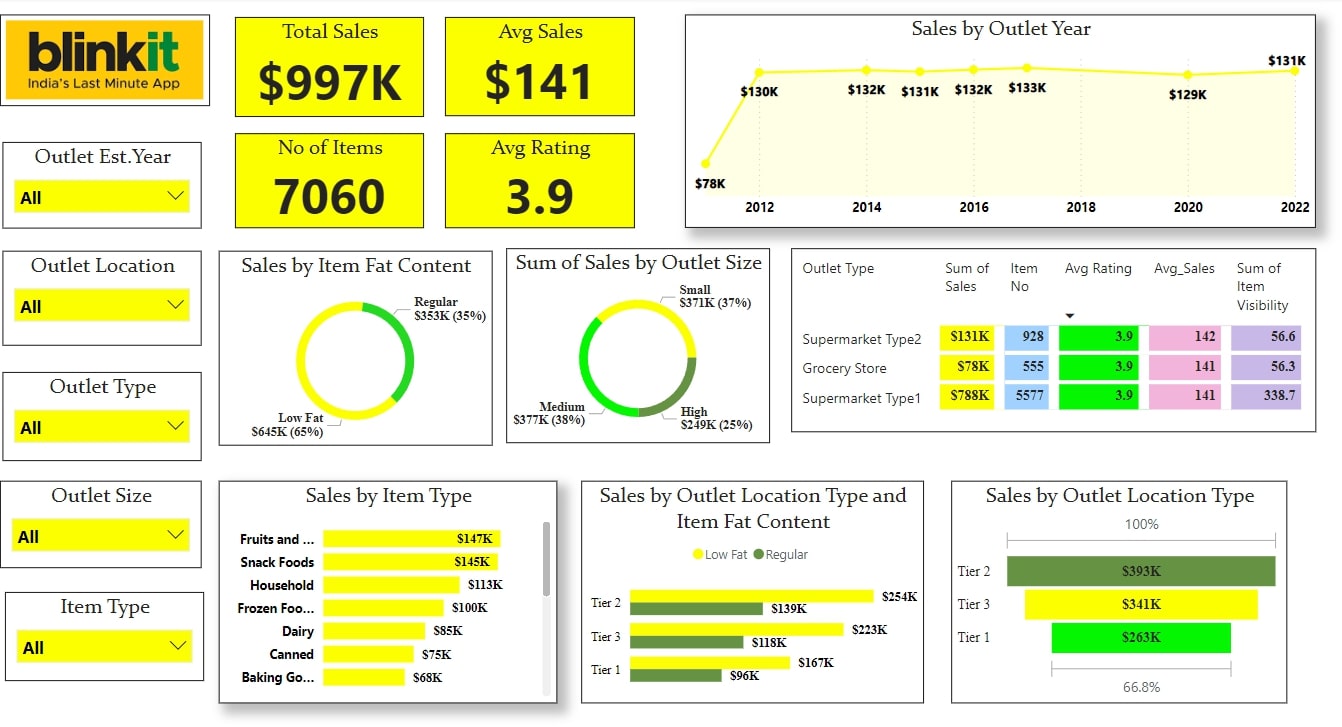 blinkit
India's Last Minute App
Total Sales
$997K
Avg Sales
$141
No of Items
7060
Avg Rating
3.9
Sales by Outlet Year
$78K
$130K
$132K
$131K
$132K
$133K
$129K
$131K
2012
2014
2016
2018
2020
2022
Outlet Est.Year
All
Outlet Location
All
Outlet Type
All
Outlet Size
All
Item Type
All
Sales by Item Fat Content
Regular
$353K (35%)
Low Fat
$645K (65%)
Sum of Sales by Outlet Size
Small
$371K (37%)
Medium
$377K (38%)
High
$249K (25%)
Outlet Type Sum of Sales Item No Avg Rating Avg_Sales Sum of Item Visibility
Supermarket Type2 $131K 928 3.9 142 56.6
Grocery Store $78K 555 3.9 141 56.3
Supermarket Type1 $788K 5577 3.9 141 338.7
Sales by Item Type
Fruits and ... $147K
Snack Foods $145K
Household $113K
Frozen Foo... $100K
Dairy $85K
Canned $75K
Baking Go... $68K
Sales by Outlet Location Type and
Item Fat Content
Low Fat Regular
Tier 2 $254K
$139K
Tier 3 $223K
$118K
Tier 1 $167K
$96K
Sales by Outlet Location Type
100%
Tier 2 $393K
Tier 3 $341K
Tier 1 $263K
66.8%